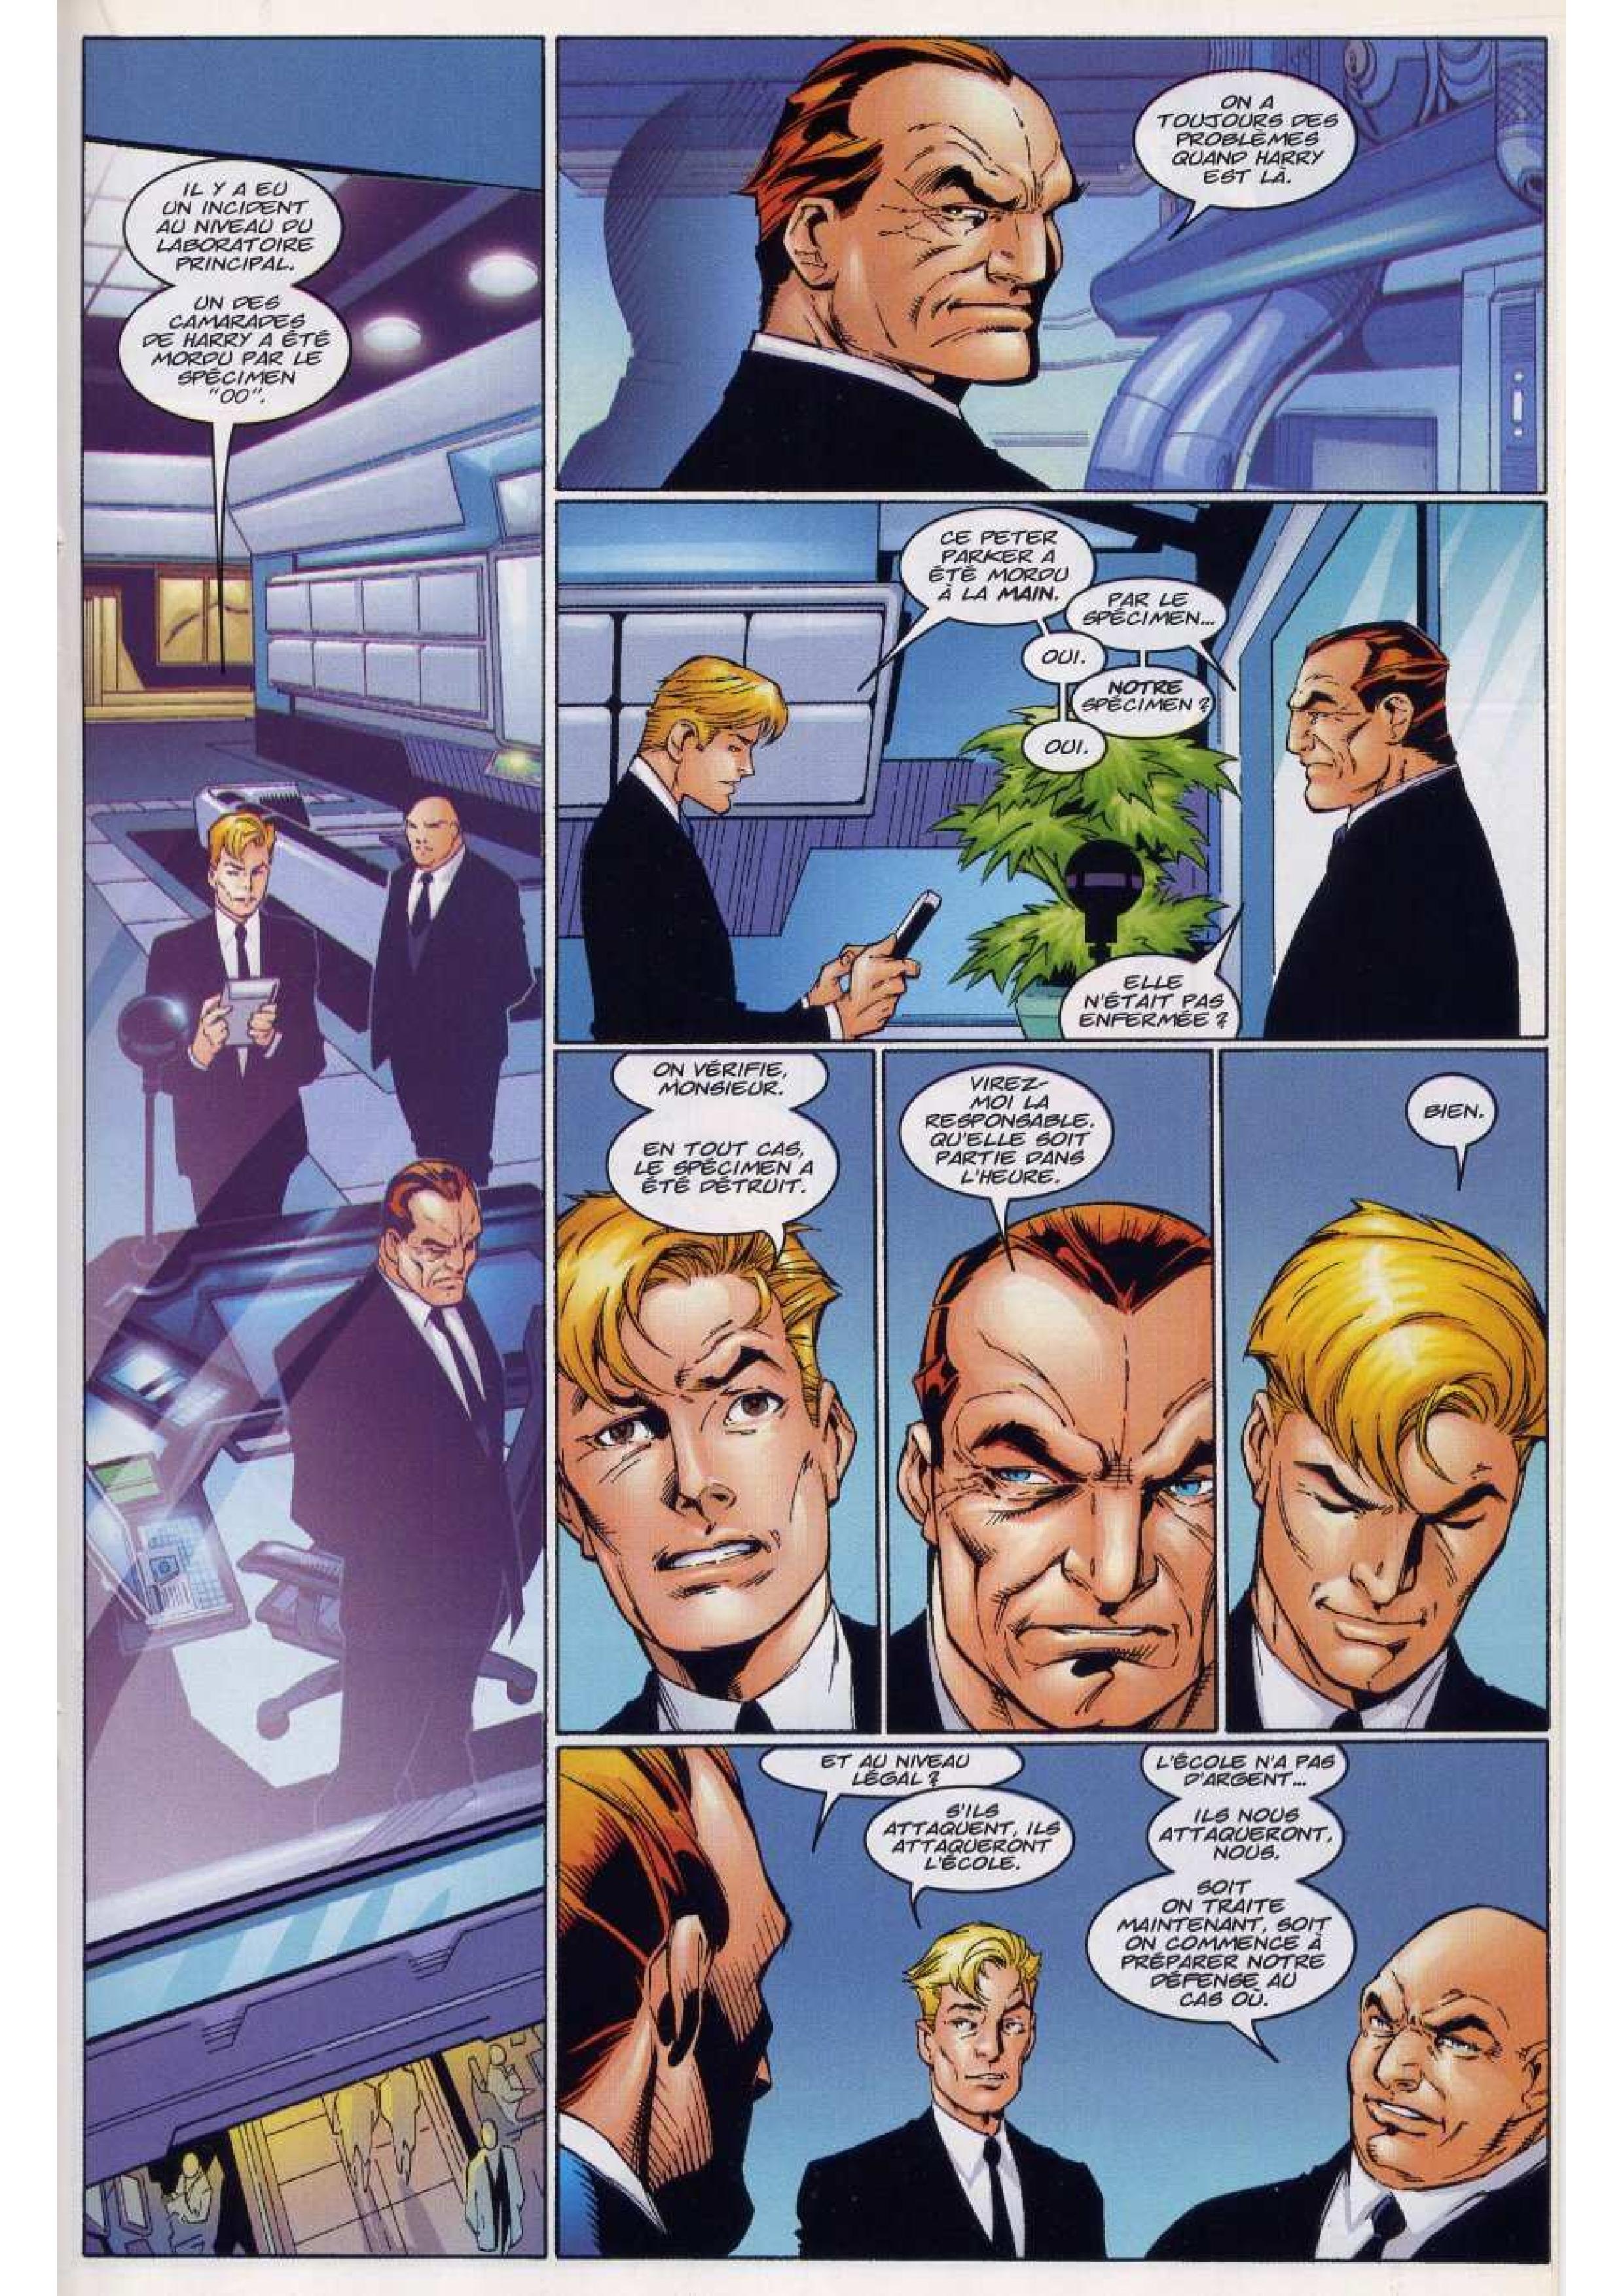 IL Y A EU
UN INCIDENT
AU NIVEAU DU
LABORATOIRE
PRINCIPAL.
UN DES
CAMARADES
DE HARRY A ÉTÉ
MORDU PAR LE
SPÉCIMEN
"OO".
ON A
TOUJOURS DES
PROBLÈMES
QUAND HARRY
EST LÀ.
CE PETER
PARKER A
ÉTÉ MORDU
À LA MAIN.
PAR LE
SPÉCIMEN...
OUI.
NOTRE
SPÉCIMEN ?
OUI.
ELLE
N'ÉTAIT PAS
ENFERMÉE ?
ON VÉRIFIE,
MONSIEUR.
EN TOUT CAS,
LE SPÉCIMEN A
ÉTÉ DÉTRUIT.
VIREZ-
MOI LA
RESPONSABLE.
QU'ELLE SOIT
PARTIE DANS
L'HEURE.
BIEN.
ET AU NIVEAU
LÉGAL ?
S'ILS
ATTAQUENT, ILS
ATTAQUERONT
L'ÉCOLE.
L'ÉCOLE N'A PAS
D'ARGENT...
ILS NOUS
ATTAQUERONT,
NOUS.
SOIT
ON TRAITE
MAINTENANT, SOIT
ON COMMENCE À
PRÉPARER NOTRE
DÉFENSE AU
CAS OÙ.